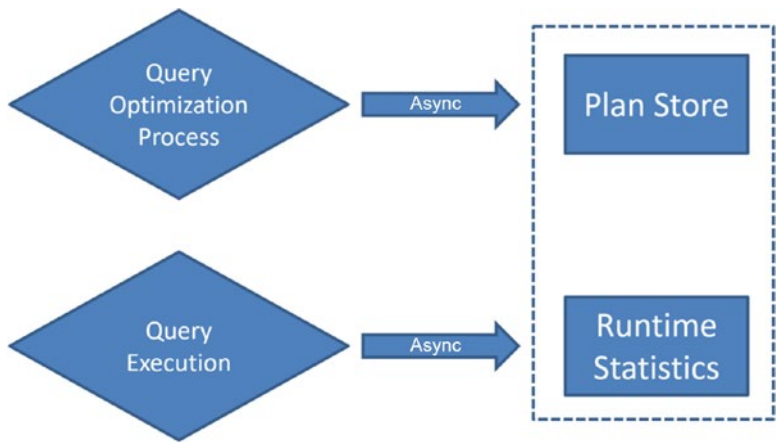 Query
Optimization
Process
Async
Plan Store
Query
Execution
Async
Runtime
Statistics